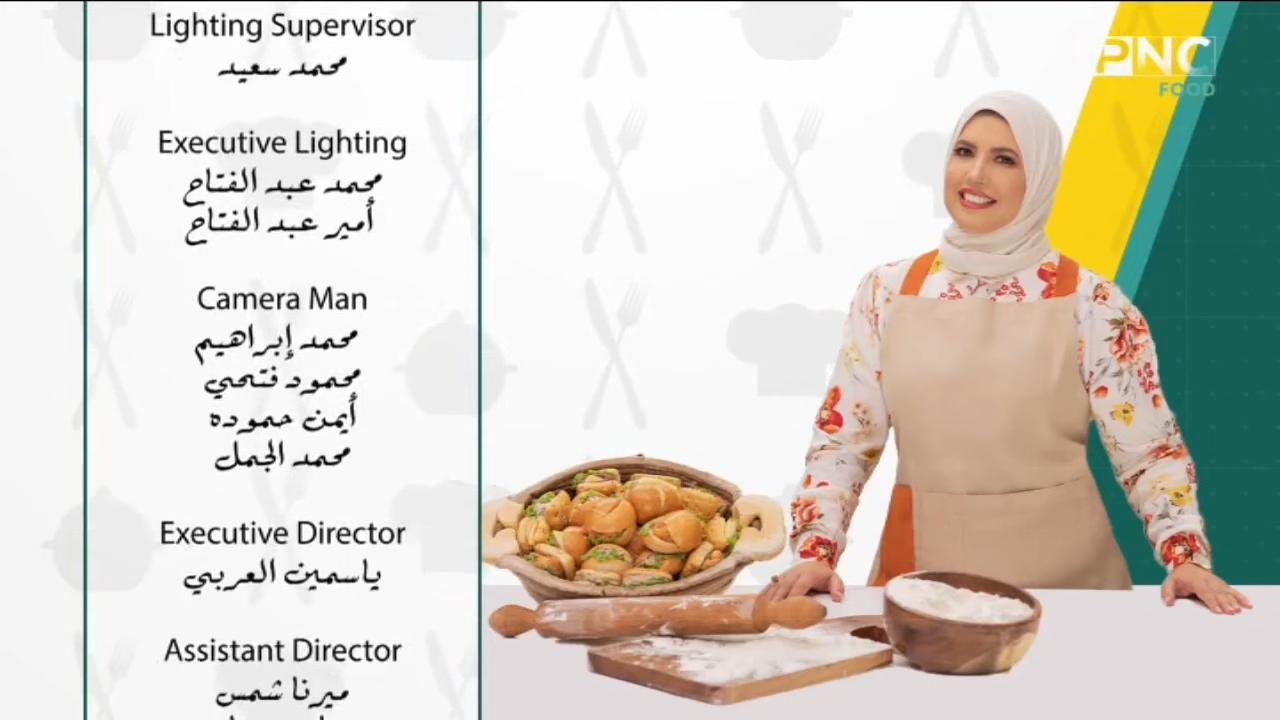 Lighting Supervisor
محمد سعيد
Executive Lighting
محمد عبد الفتاح
أمير عبد الفتاح
Camera Man
محمد إبراهيم
محمود فتحي
أيمن حموده
محمد الجمل
Executive Director
ياسمين العربي
Assistant Director
ميرنا شمس
PNC
FOOD